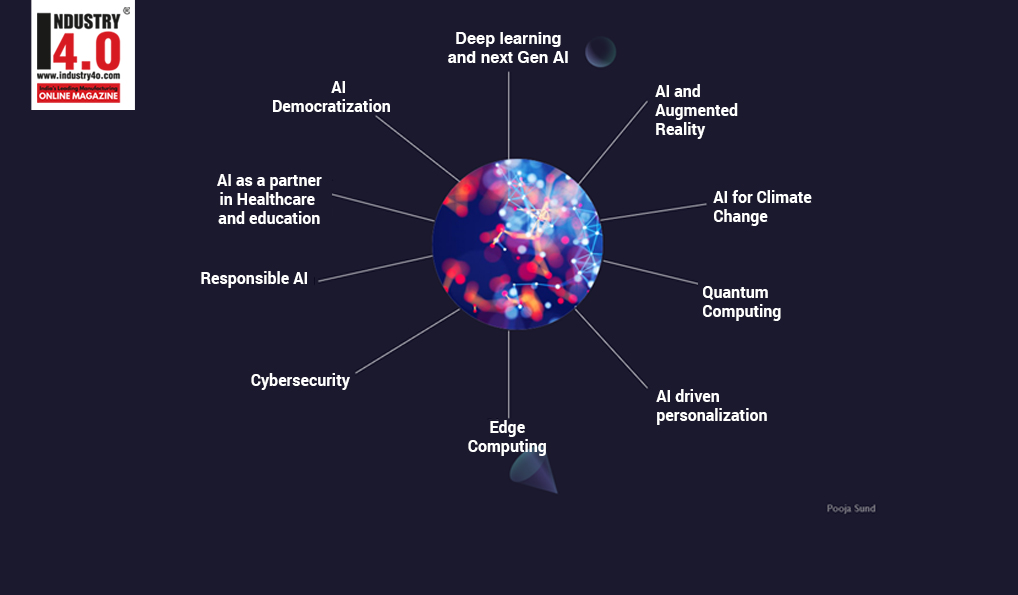 INDUSTRY
4.0
®
www.industry4o.com
India's Leading Manufacturing
ONLINE MAGAZINE
Deep learning
and next Gen AI
AI
Democratization
AI and
Augmented
Reality
AI as a partner
in Healthcare
and education
AI for Climate
Change
Responsible AI
Quantum
Computing
Cybersecurity
AI driven
personalization
Edge
Computing
Pooja Sund